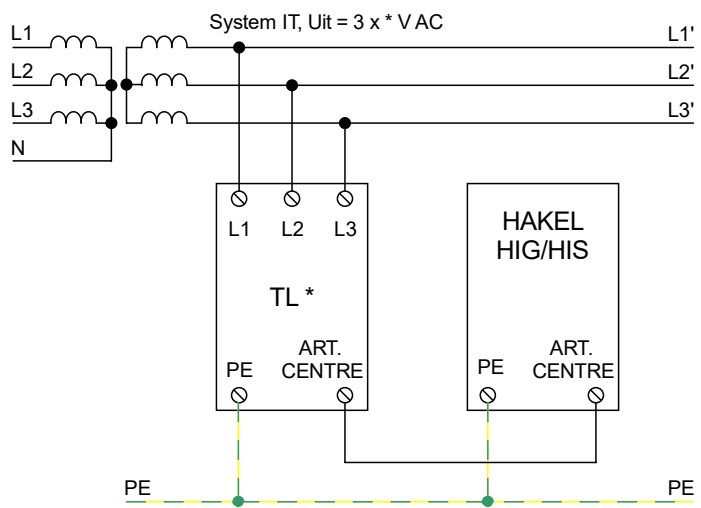 System IT, Uit = 3 x * V AC
L1
L1'
L2
L2'
L3
L3'
N
L1 L2 L3
TL *
PE
ART.
CENTRE
HAKEL
HIG/HIS
PE
ART.
CENTRE
PE
PE